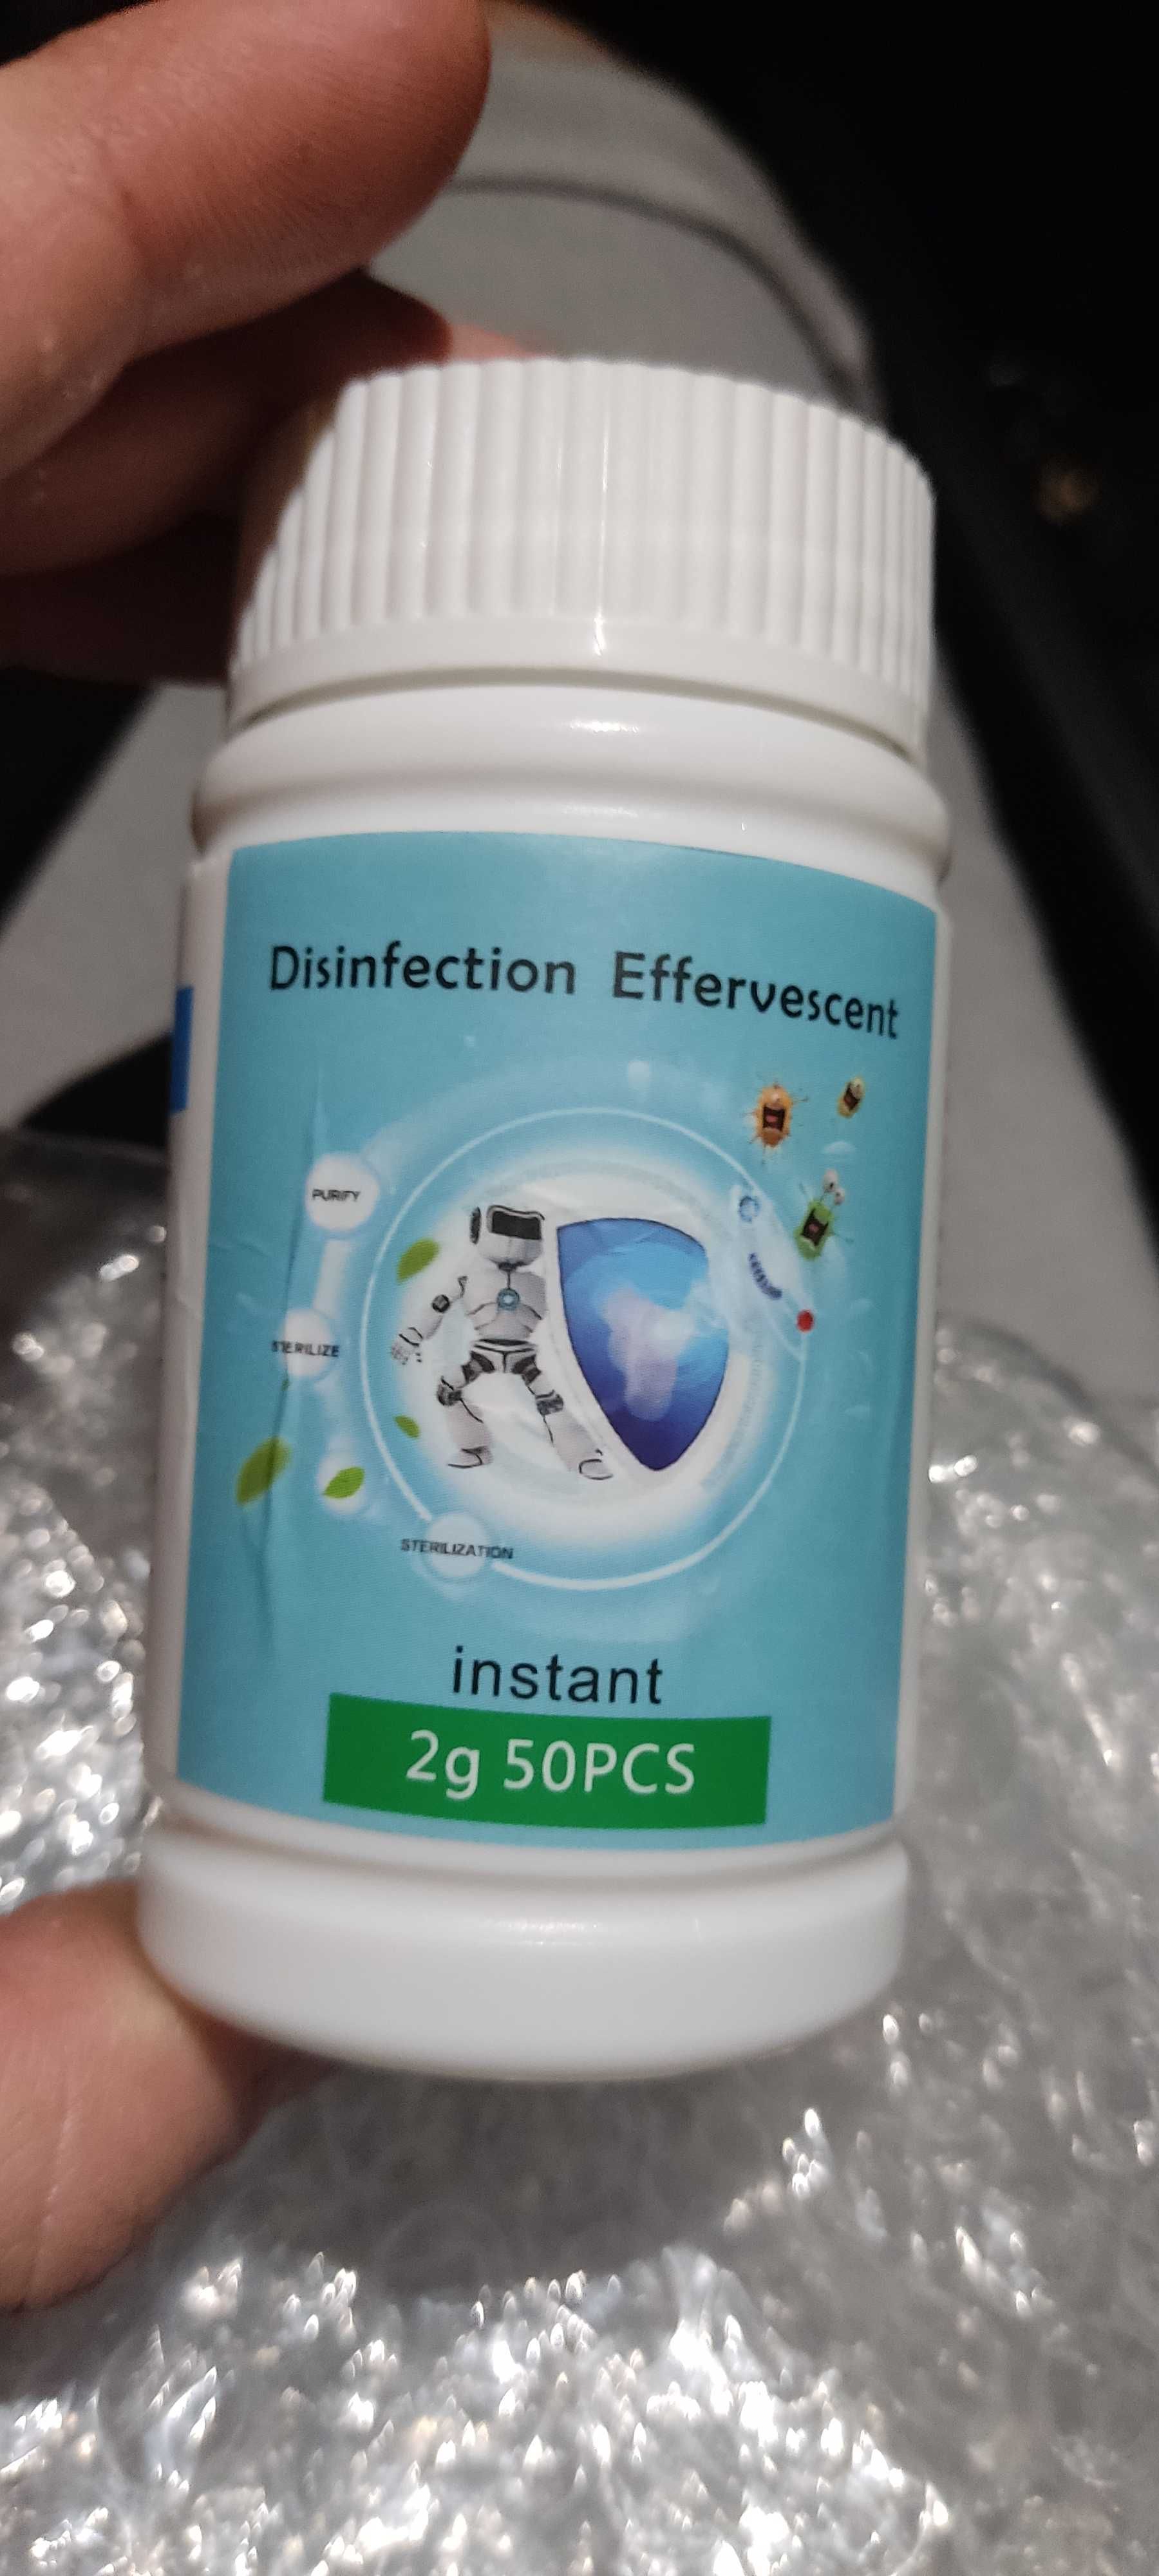 Disinfection Effervescent
PURIFY
STERILIZE
STERILIZATION
instant
2g 50PCS